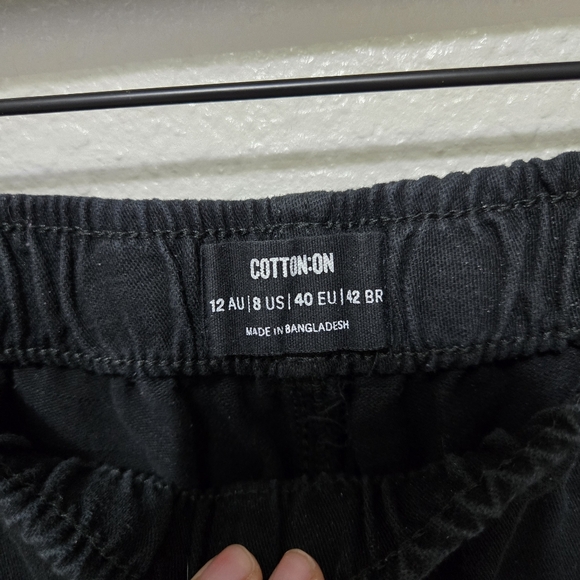 COTTON:ON
12 AU|8 US|40 EU|42 BR
MADE IN BANGLADESH